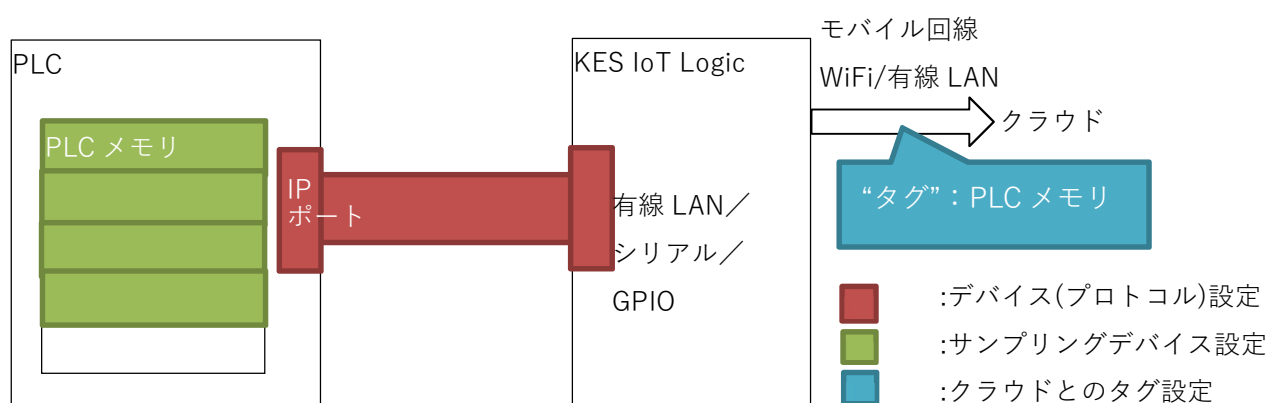 モバイル回線
PLC
KES IoT Logic
WiFi/有線 LAN
クラウド
PLC メモリ
IP
ポート
有線 LAN／
シリアル／
GPIO
“タグ”：PLC メモリ
:デバイス(プロトコル)設定
:サンプリングデバイス設定
:クラウドとのタグ設定